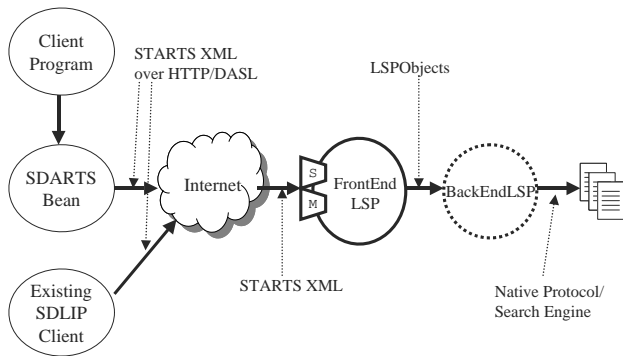 Client
Program
STARTS XML
over HTTP/DASL
LSPObjects
SDARTS
Bean
Internet
S
M
FrontEnd
LSP
BackEndLSP
STARTS XML
Existing
SDLIP
Client
Native Protocol/
Search Engine